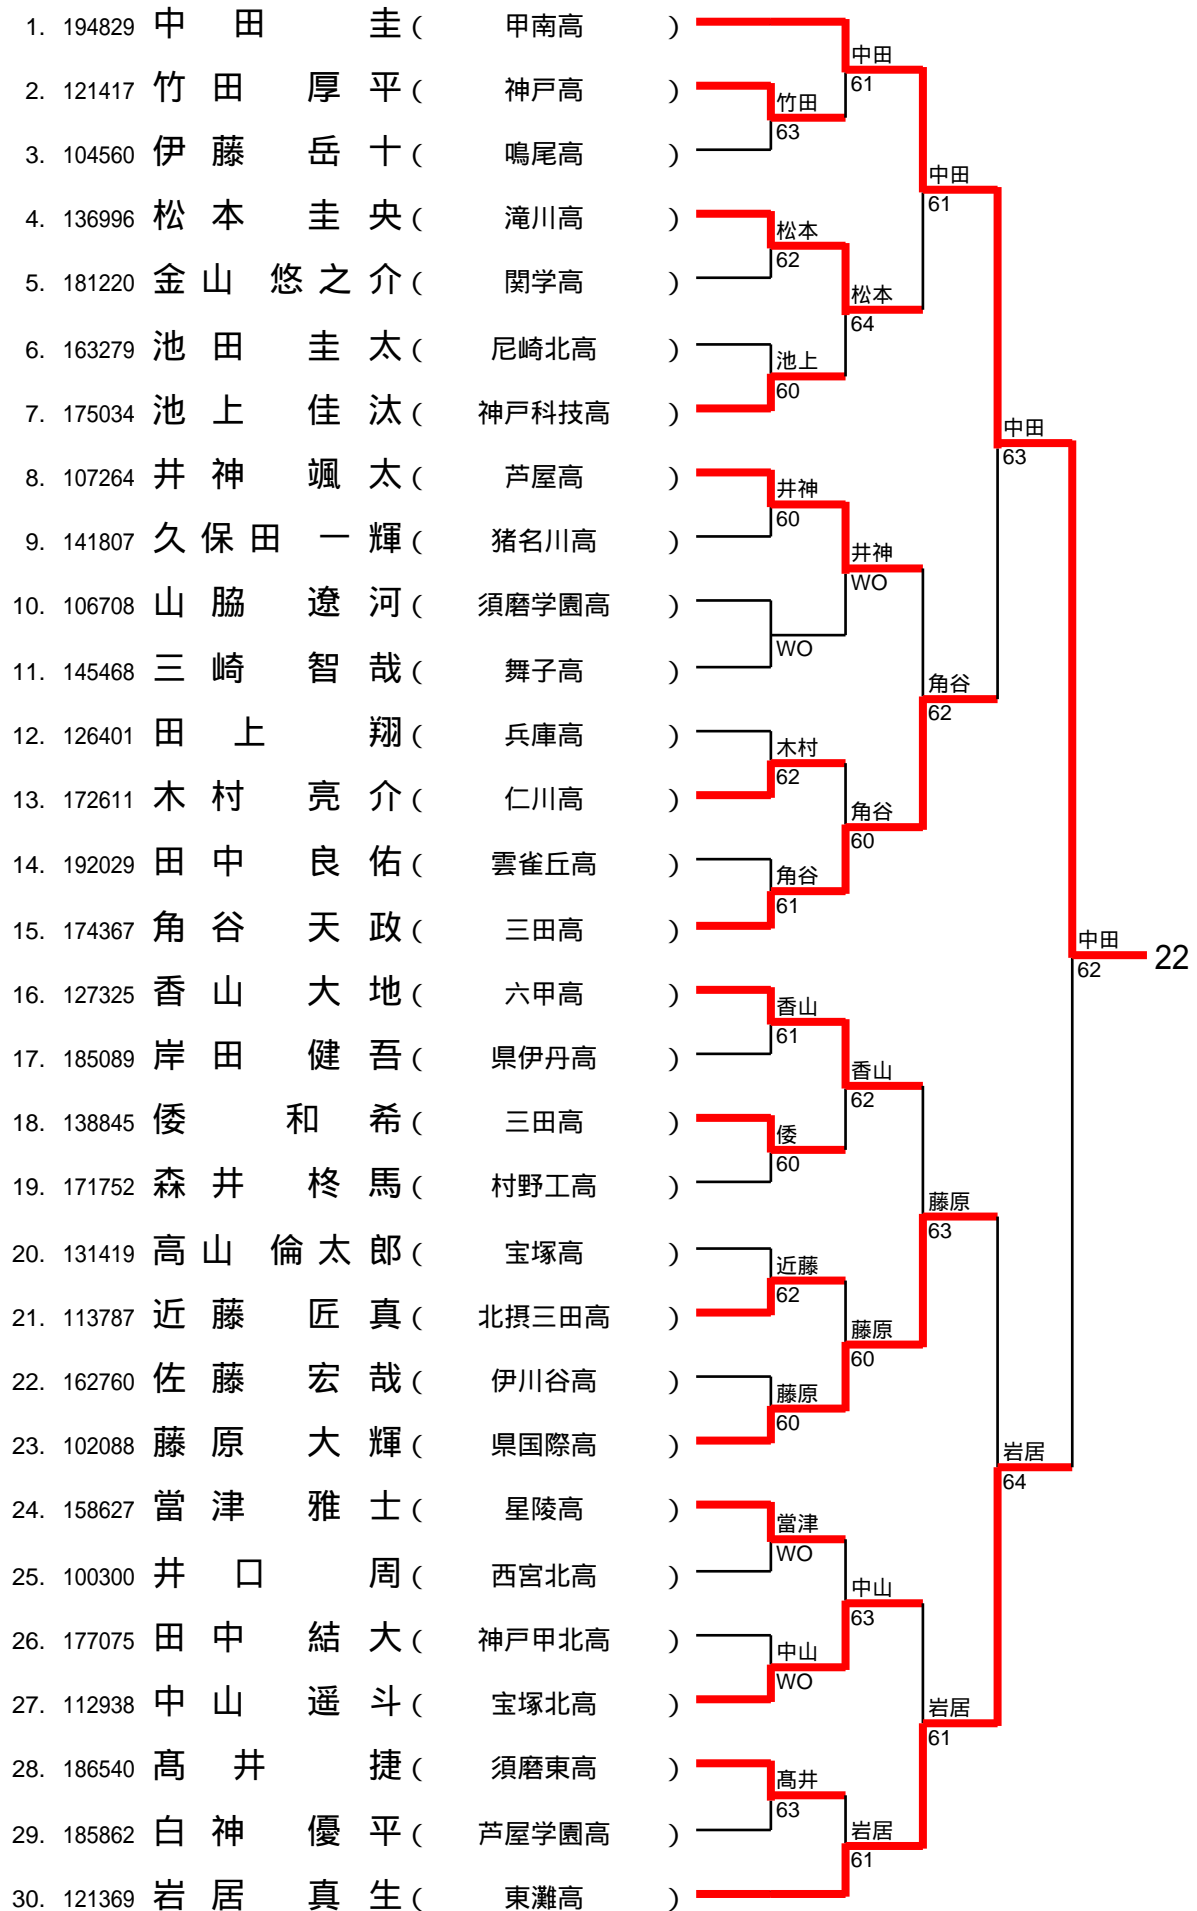 1. 194829 中田 圭 ( 甲南高 )
中田
61
2. 121417 竹田 厚平 ( 神戸高 )
竹田
63
3. 104560 伊藤 岳十 ( 鳴尾高 )
中田
61
4. 136996 松本 圭央 ( 滝川高 )
松本
62
5. 181220 金山 悠之介 ( 関学高 )
松本
64
6. 163279 池田 圭太 ( 尼崎北高 )
池上
60
7. 175034 池上 佳汰 ( 神戸科技高 )
中田
63
8. 107264 井神 颯太 ( 芦屋高 )
井神
60
9. 141807 久保田 一輝 ( 猪名川高 )
井神
WO
10. 106708 山脇 遼河 ( 須磨学園高 )
WO
11. 145468 三崎 智哉 ( 舞子高 )
角谷
62
12. 126401 田上 翔 ( 兵庫高 )
木村
62
13. 172611 木村 亮介 ( 仁川高 )
角谷
60
14. 192029 田中 良佑 ( 雲雀丘高 )
角谷
61
15. 174367 角谷 天政 ( 三田高 )
中田
62
22
16. 127325 香山 大地 ( 六甲高 )
香山
61
17. 185089 岸田 健吾 ( 県伊丹高 )
香山
62
18. 138845 倭 和希 ( 三田高 )
倭
60
19. 171752 森井 柊馬 ( 村野工高 )
藤原
63
20. 131419 高山 倫太郎 ( 宝塚高 )
近藤
62
21. 113787 近藤 匠真 ( 北摂三田高 )
藤原
60
22. 162760 佐藤 宏哉 ( 伊川谷高 )
藤原
60
23. 102088 藤原 大輝 ( 県国際高 )
岩居
64
24. 158627 當津 雅士 ( 星陵高 )
當津
WO
25. 100300 井口 周 ( 西宮北高 )
中山
63
26. 177075 田中 結大 ( 神戸甲北高 )
中山
WO
27. 112938 中山 遥斗 ( 宝塚北高 )
岩居
61
28. 186540 髙井 捷 ( 須磨東高 )
髙井
63
29. 185862 白神 優平 ( 芦屋学園高 )
岩居
61
30. 121369 岩居 真生 ( 東灘高 )